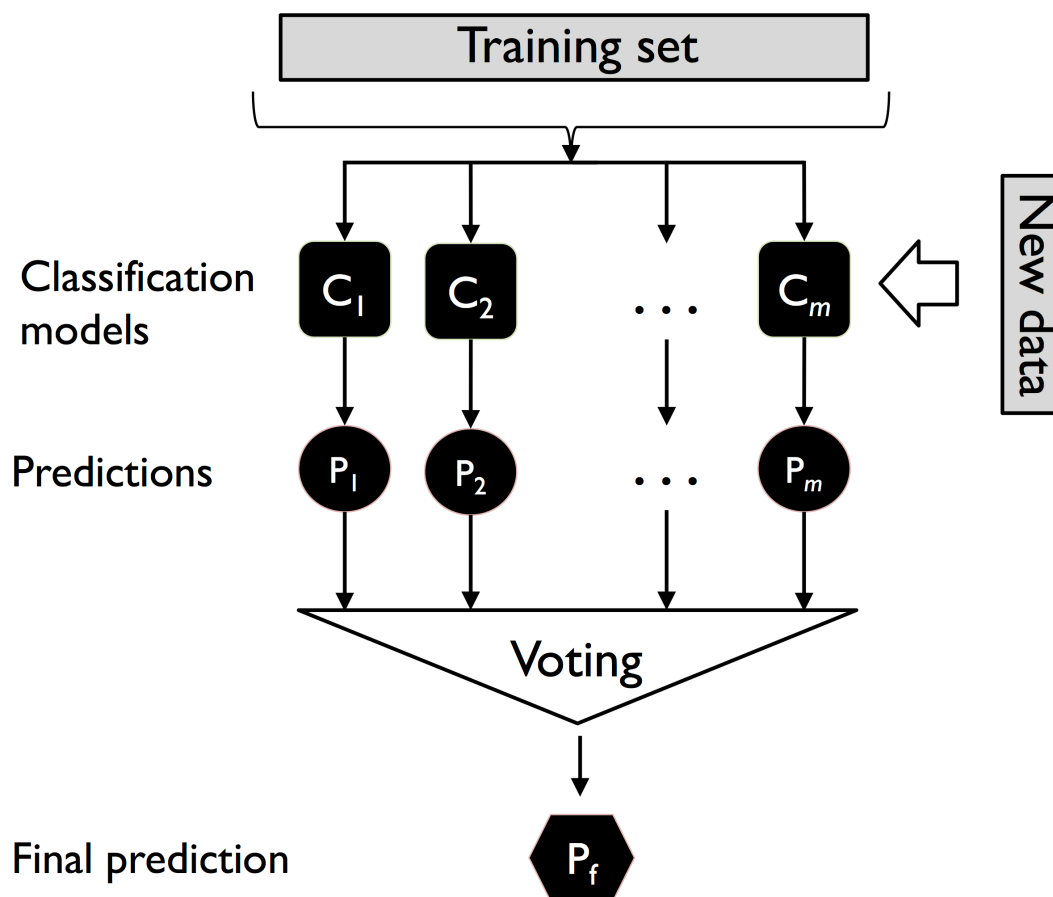 Training set
New data
Classification
models
C1 C2 ... Cm
Predictions
P1 P2 ... Pm
Voting
Final prediction
Pf